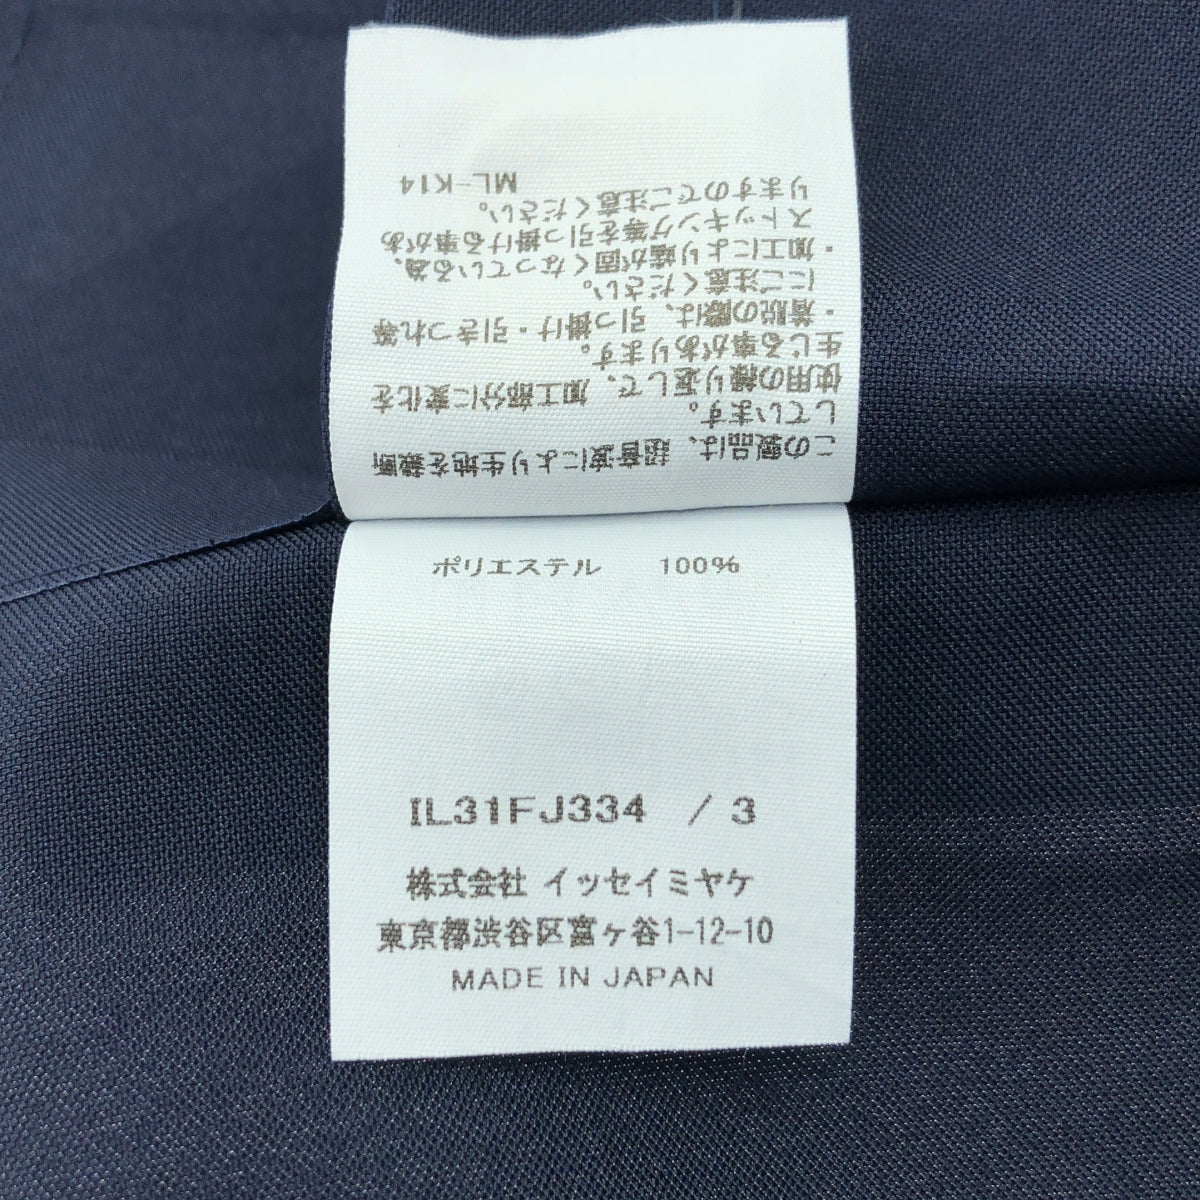 この製品は、超音波により生地を裁断
しています。
使用の繰り返しで、加工部分に変化を
生じる事があります。
・着脱の際は、引っ掛け・引きつれ等
にご注意ください。
・加工により端が固くなっている為、
ストッキング等を引っ掛ける事があ
りますのでご注意ください。
ML-K14
ポリエステル 100%
IL31FJ334 / 3
株式会社 イッセイミヤケ
東京都渋谷区富ヶ谷1-12-10
MADE IN JAPAN